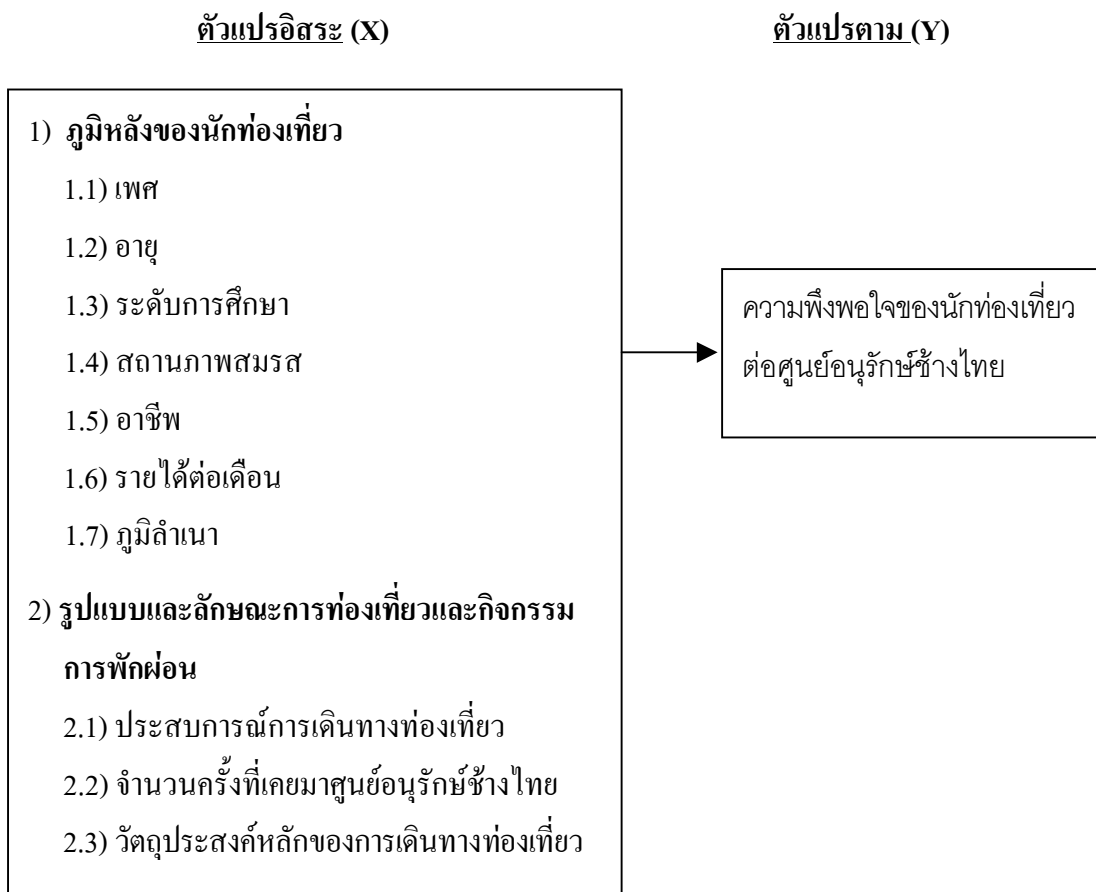 ตัวแปรอิสระ (X)
ตัวแปรตาม (Y)
1) ภูมิหลังของนักท่องเที่ยว
1.1) เพศ
1.2) อายุ
1.3) ระดับการศึกษา
1.4) สถานภาพสมรส
1.5) อาชีพ
1.6) รายได้ต่อเดือน
1.7) ภูมิลำเนา
2) รูปแบบและลักษณะการท่องเที่ยวและกิจกรรม
การพักผ่อน
2.1) ประสบการณ์การเดินทางท่องเที่ยว
2.2) จำนวนครั้งที่เคยมาศูนย์อนุรักษ์ช้างไทย
2.3) วัตถุประสงค์หลักของการเดินทางท่องเที่ยว
ความพึงพอใจของนักท่องเที่ยว
ต่อศูนย์อนุรักษ์ช้างไทย